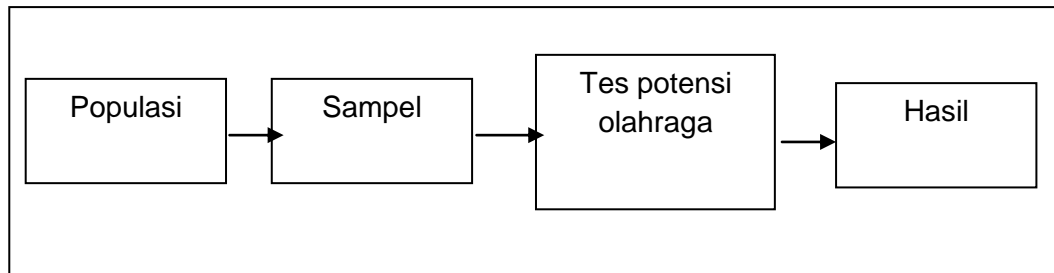 Populasi
Sampel
Tes potensi
olahraga
Hasil